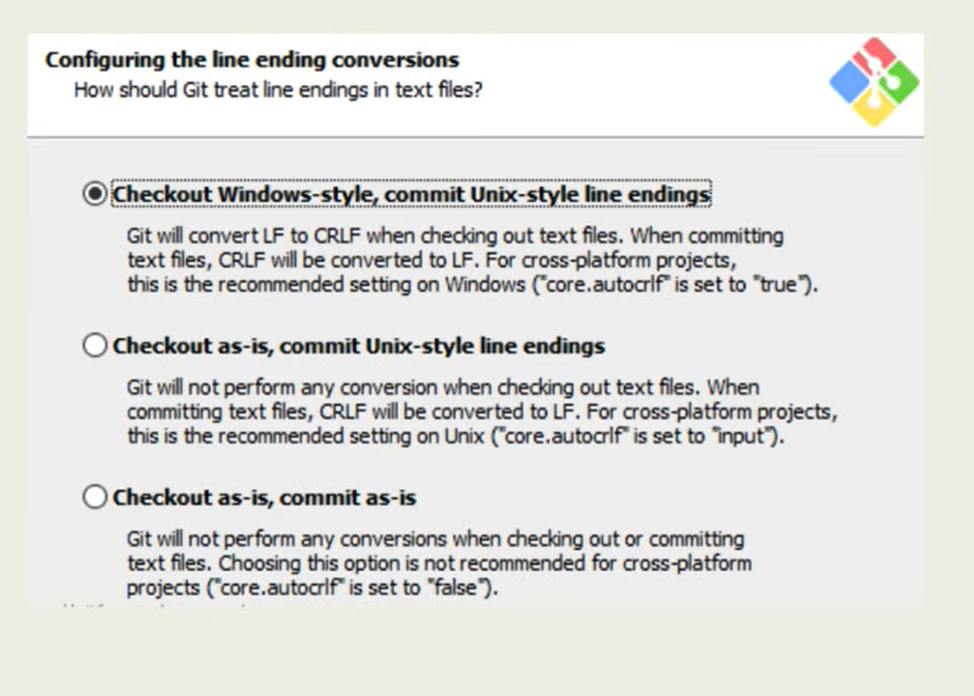 Configuring the line ending conversions
How should Git treat line endings in text files?
Checkout Windows-style, commit Unix-style line endings
Git will convert LF to CRLF when checking out text files. When committing
text files, CRLF will be converted to LF. For cross-platform projects,
this is the recommended setting on Windows ("core.autocrlf" is set to "true").
Checkout as-is, commit Unix-style line endings
Git will not perform any conversion when checking out text files. When
committing text files, CRLF will be converted to LF. For cross-platform projects,
this is the recommended setting on Unix ("core.autocrlf" is set to "input").
Checkout as-is, commit as-is
Git will not perform any conversions when checking out or committing
text files. Choosing this option is not recommended for cross-platform
projects ("core.autocrlf" is set to "false").